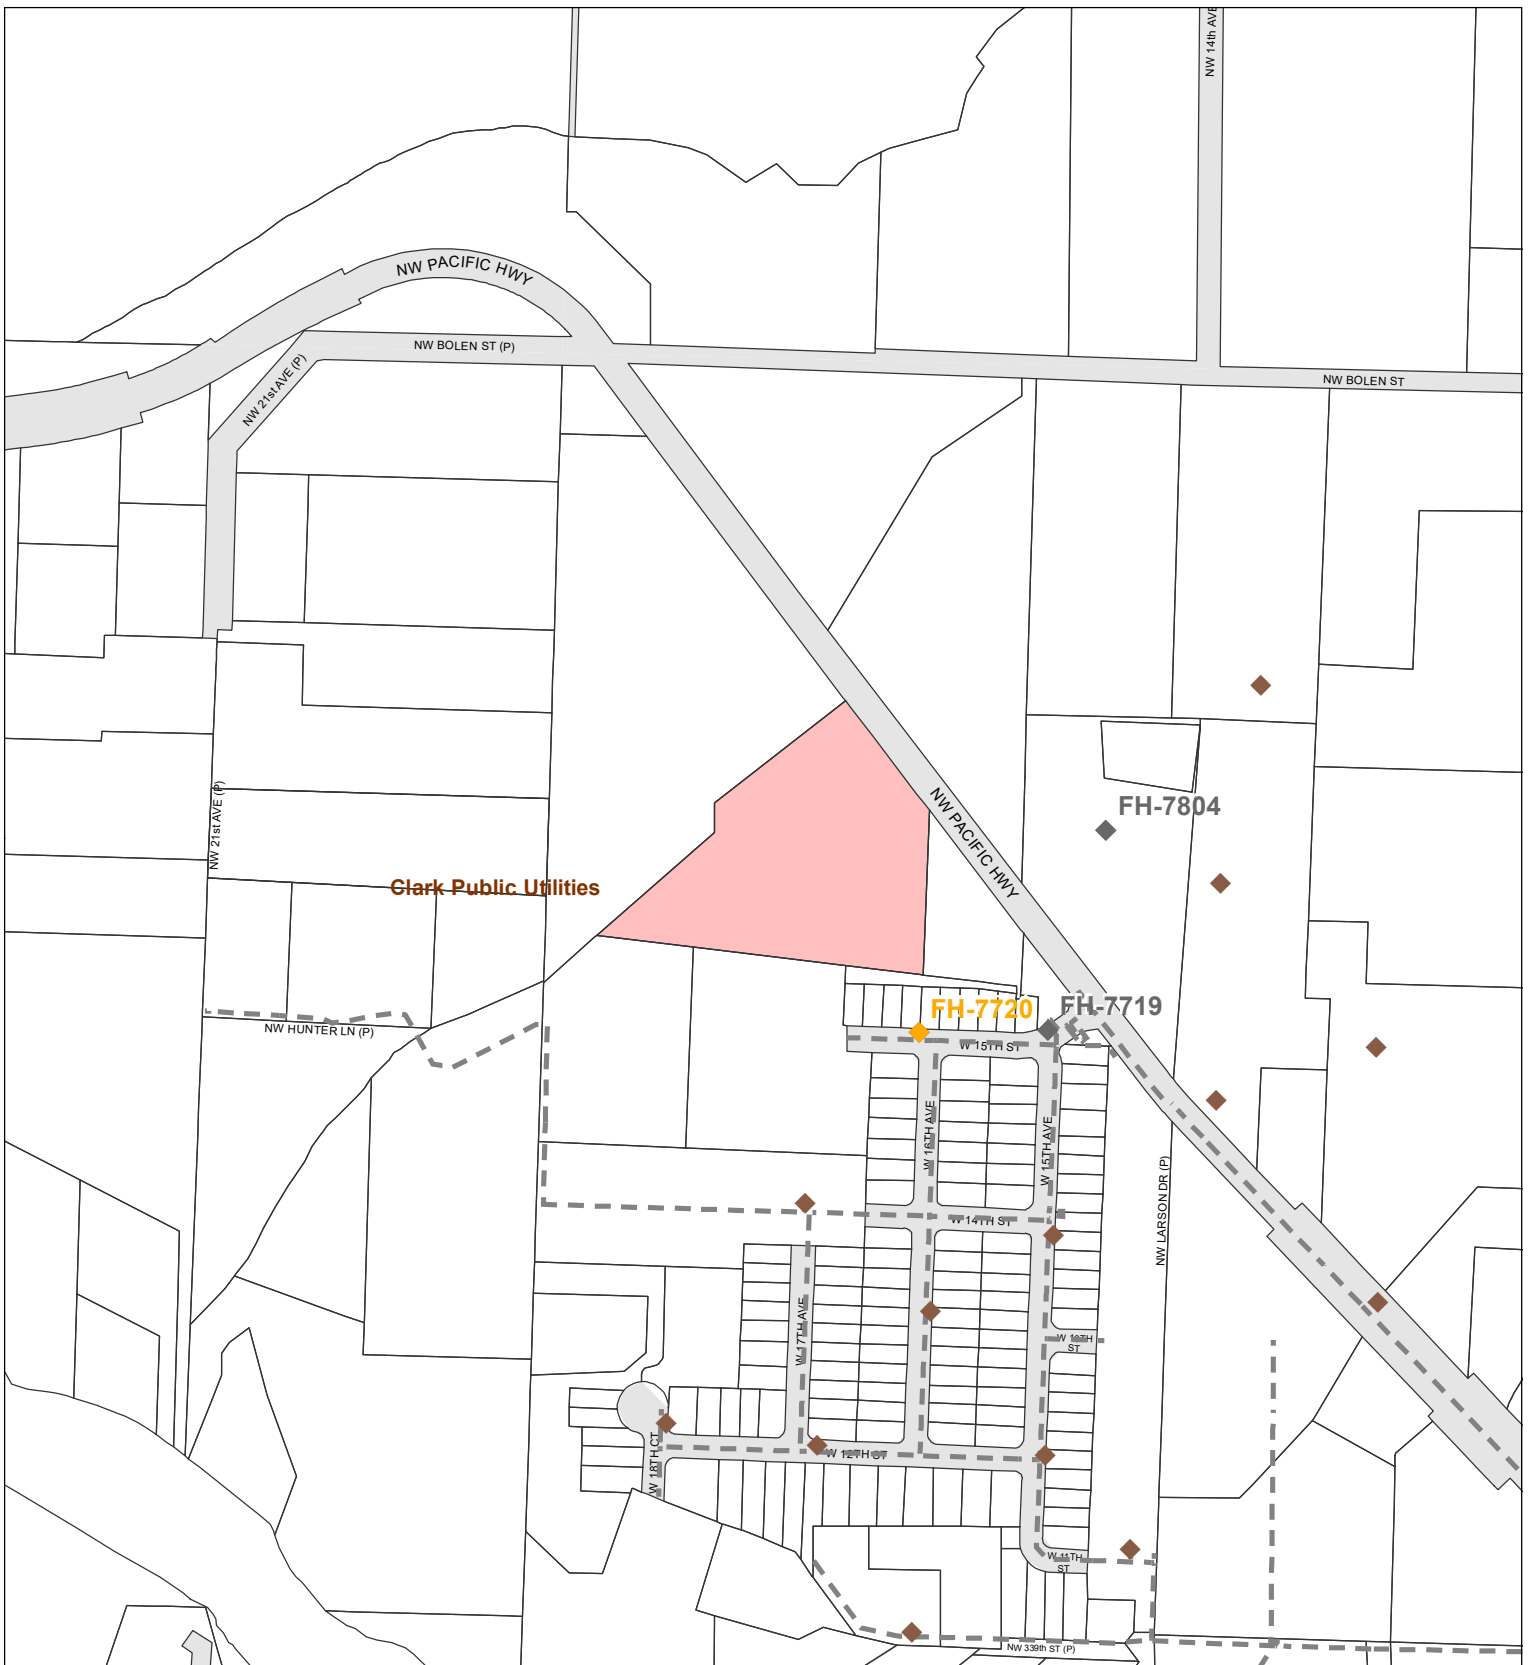 NW 14th AVE
NW PACIFIC HWY
NW BOLEN ST (P)
NW BOLEN ST
NW 21st AVE (P)
NW PACIFIC HWY
FH-7804
NW 21st AVE (P)
Clark Public Utilities
FH-7720
FH-7719
NW HUNTER LN (P)
W 15TH ST
W 16TH AVE
W 15TH AVE
NW LARSON DR (P)
W 14TH ST
W 17TH AVE
ST
W 18TH CT
W 12TH CT
W 11TH
ST
NW 339th ST (P)